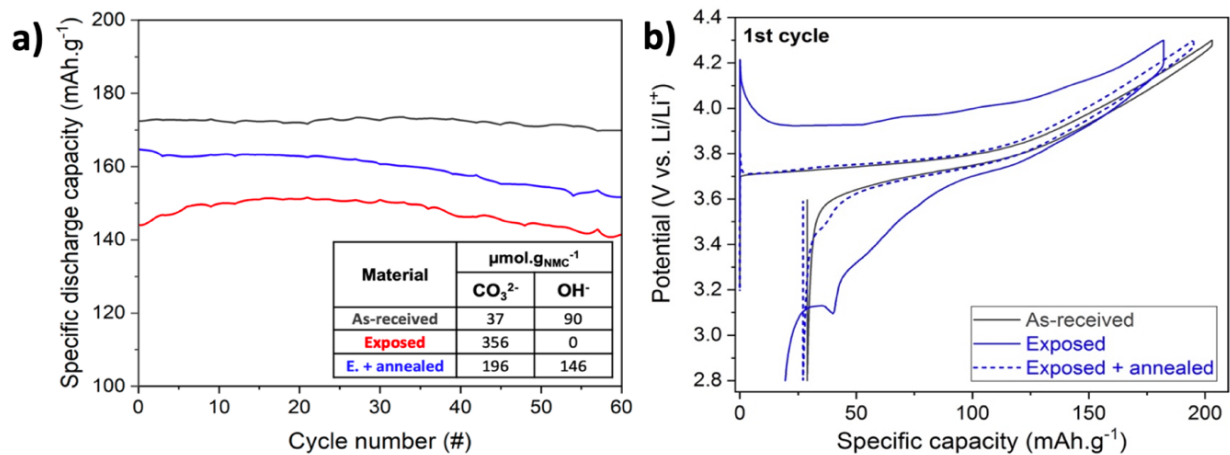 a)
Specific discharge capacity (mAh.g⁻¹)
200
180
160
140
120
100
0 10 20 30 40 50 60
Cycle number (#)
Material µmol.gNMC⁻¹
CO₃²⁻ OH⁻
As-received 37 90
Exposed 356 0
E. + annealed 196 146
b)
1st cycle
Potential (V vs. Li/Li⁺)
4.4
4.2
4.0
3.8
3.6
3.4
3.2
3.0
2.8
0 50 100 150 200
Specific capacity (mAh.g⁻¹)
As-received
Exposed
Exposed + annealed